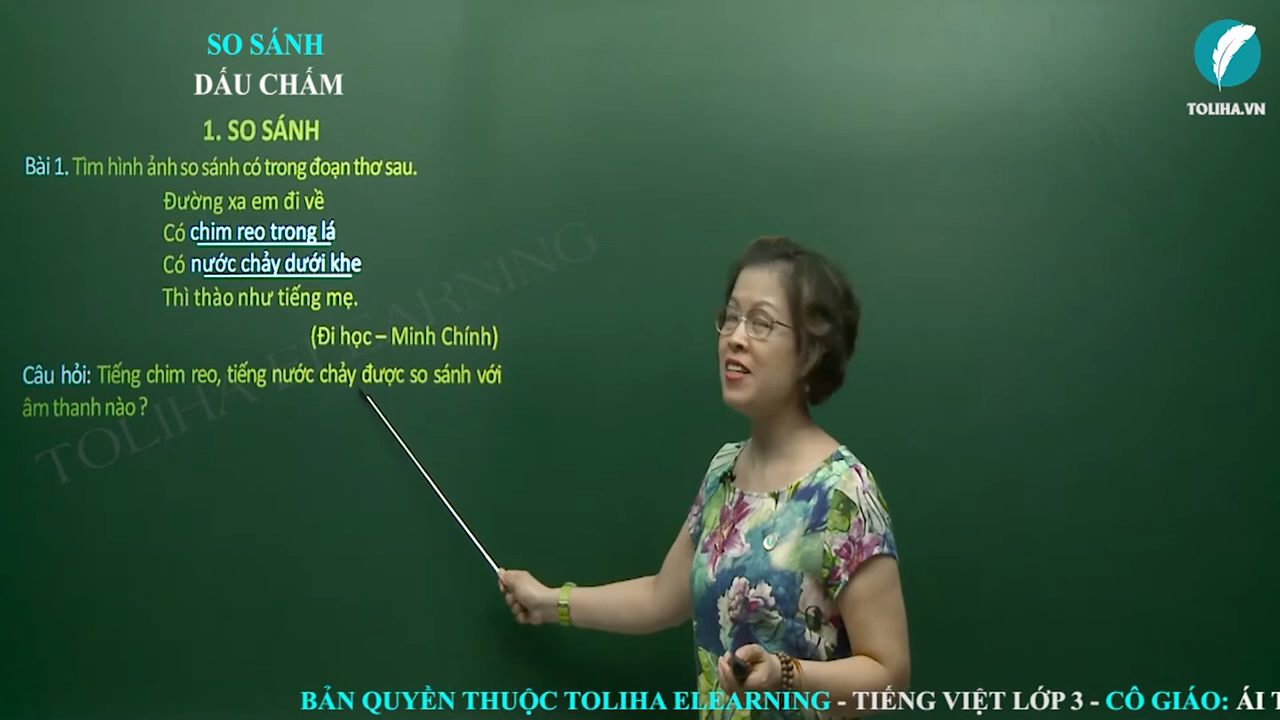 SO SÁNH
DẤU CHẤM
TOLIHA.VN
1. SO SÁNH
Bài 1. Tìm hình ảnh so sánh có trong đoạn thơ sau.
Đường xa em đi về
Có chim reo trong lá
Có nước chảy dưới khe
Thì thào như tiếng mẹ.
(Đi học – Minh Chính)
Câu hỏi: Tiếng chim reo, tiếng nước chảy được so sánh với
âm thanh nào ?
TOLIHA ELEARNING
BẢN QUYỀN THUỘC TOLIHA ELEARNING - TIẾNG VIỆT LỚP 3 - CÔ GIÁO: ÁI